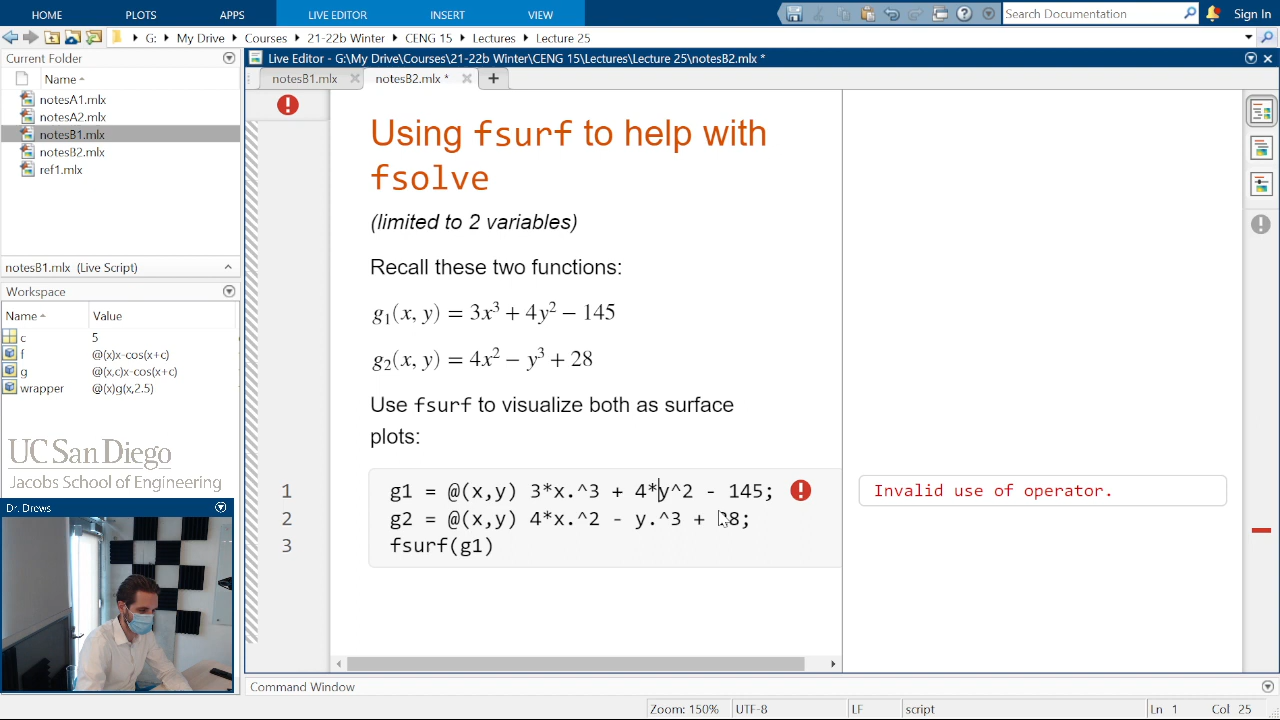 HOME PLOTS APPS LIVE EDITOR INSERT VIEW
Search Documentation Sign In
G: My Drive Courses 21-22b Winter CENG 15 Lectures Lecture 25
Current Folder
Live Editor - G:\My Drive\Courses\21-22b Winter\CENG 15\Lectures\Lecture 25\notesB2.mlx *
notesB1.mlx notesB2.mlx *
Name
notesA1.mlx
notesA2.mlx
notesB1.mlx
notesB2.mlx
ref1.mlx
notesB1.mlx (Live Script)
Workspace
Name Value
c 5
f @(x)x-cos(x+c)
g @(x,c)x-cos(x+c)
wrapper @(x)g(x,2.5)
UC San Diego
Jacobs School of Engineering
Dr. Drews
Using fsurf to help with
fsolve
(limited to 2 variables)
Recall these two functions:
g₁(x, y) = 3x³ + 4y² − 145
g₂(x, y) = 4x² − y³ + 28
Use fsurf to visualize both as surface
plots:
1 g1 = @(x,y) 3*x.^3 + 4*y^2 - 145;
2 g2 = @(x,y) 4*x.^2 - y.^3 + 28;
3 fsurf(g1)
Invalid use of operator.
Command Window
Zoom: 150% UTF-8 LF script Ln 1 Col 25